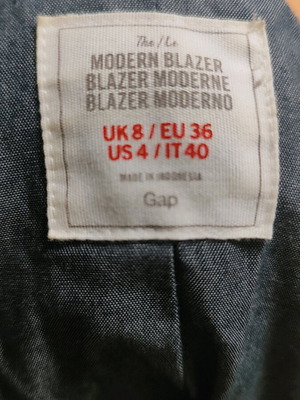 The / Le
MODERN BLAZER
BLAZER MODERNE
BLAZER MODERNO
UK 8 / EU 36
US 4 / IT 40
MADE IN INDONESIA
Gap